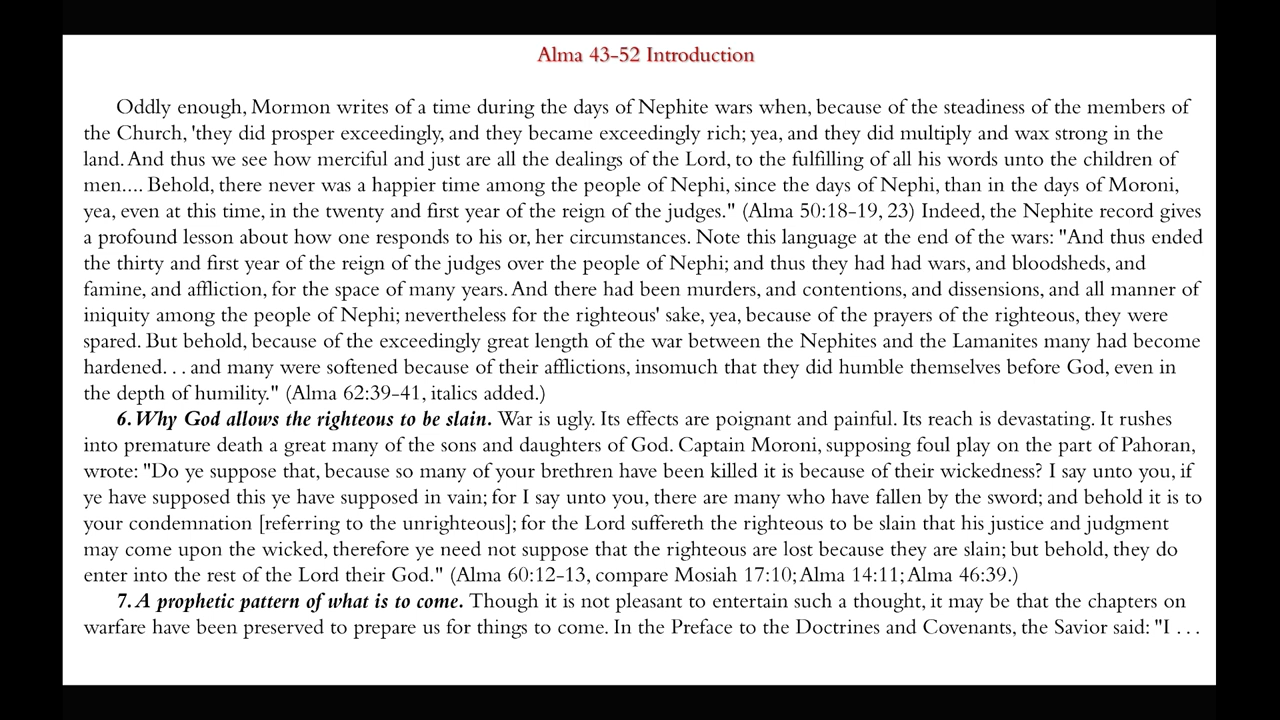 Alma 43-52 Introduction
Oddly enough, Mormon writes of a time during the days of Nephite wars when, because of the steadiness of the members of
the Church, 'they did prosper exceedingly, and they became exceedingly rich; yea, and they did multiply and wax strong in the
land. And thus we see how merciful and just are all the dealings of the Lord, to the fulfilling of all his words unto the children of
men.... Behold, there never was a happier time among the people of Nephi, since the days of Nephi, than in the days of Moroni,
yea, even at this time, in the twenty and first year of the reign of the judges." (Alma 50:18-19, 23) Indeed, the Nephite record gives
a profound lesson about how one responds to his or, her circumstances. Note this language at the end of the wars: "And thus ended
the thirty and first year of the reign of the judges over the people of Nephi; and thus they had had wars, and bloodsheds, and
famine, and affliction, for the space of many years. And there had been murders, and contentions, and dissensions, and all manner of
iniquity among the people of Nephi; nevertheless for the righteous' sake, yea, because of the prayers of the righteous, they were
spared. But behold, because of the exceedingly great length of the war between the Nephites and the Lamanites many had become
hardened. . . and many were softened because of their afflictions, insomuch that they did humble themselves before God, even in
the depth of humility." (Alma 62:39-41, italics added.)
6. Why God allows the righteous to be slain. War is ugly. Its effects are poignant and painful. Its reach is devastating. It rushes
into premature death a great many of the sons and daughters of God. Captain Moroni, supposing foul play on the part of Pahoran,
wrote: "Do ye suppose that, because so many of your brethren have been killed it is because of their wickedness? I say unto you, if
ye have supposed this ye have supposed in vain; for I say unto you, there are many who have fallen by the sword; and behold it is to
your condemnation [referring to the unrighteous]; for the Lord suffereth the righteous to be slain that his justice and judgment
may come upon the wicked, therefore ye need not suppose that the righteous are lost because they are slain; but behold, they do
enter into the rest of the Lord their God." (Alma 60:12-13, compare Mosiah 17:10; Alma 14:11; Alma 46:39.)
7. A prophetic pattern of what is to come. Though it is not pleasant to entertain such a thought, it may be that the chapters on
warfare have been preserved to prepare us for things to come. In the Preface to the Doctrines and Covenants, the Savior said: "I . . .